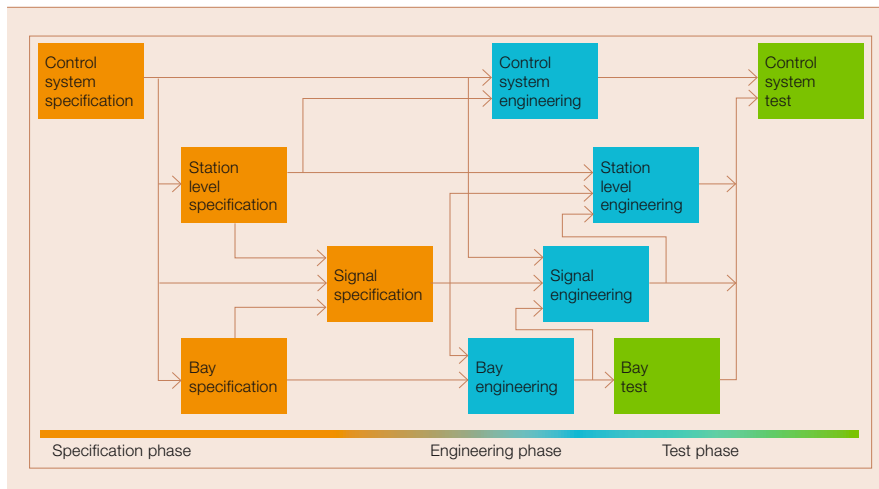 Control
system
specification
Control
system
engineering
Control
system
test
Station
level
specification
Station
level
engineering
Signal
specification
Signal
engineering
Bay
specification
Bay
engineering
Bay
test
Specification phase
Engineering phase
Test phase